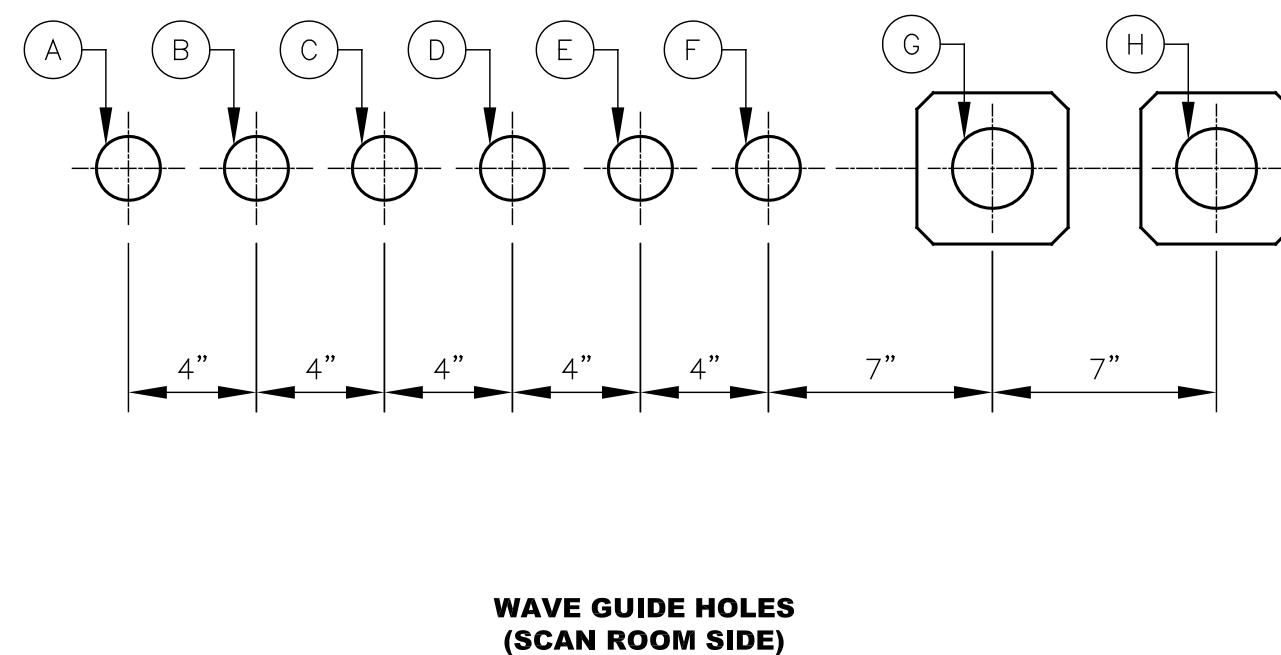 A B C D E F G H
4” 4” 4” 4” 4” 7” 7”
WAVE GUIDE HOLES
(SCAN ROOM SIDE)